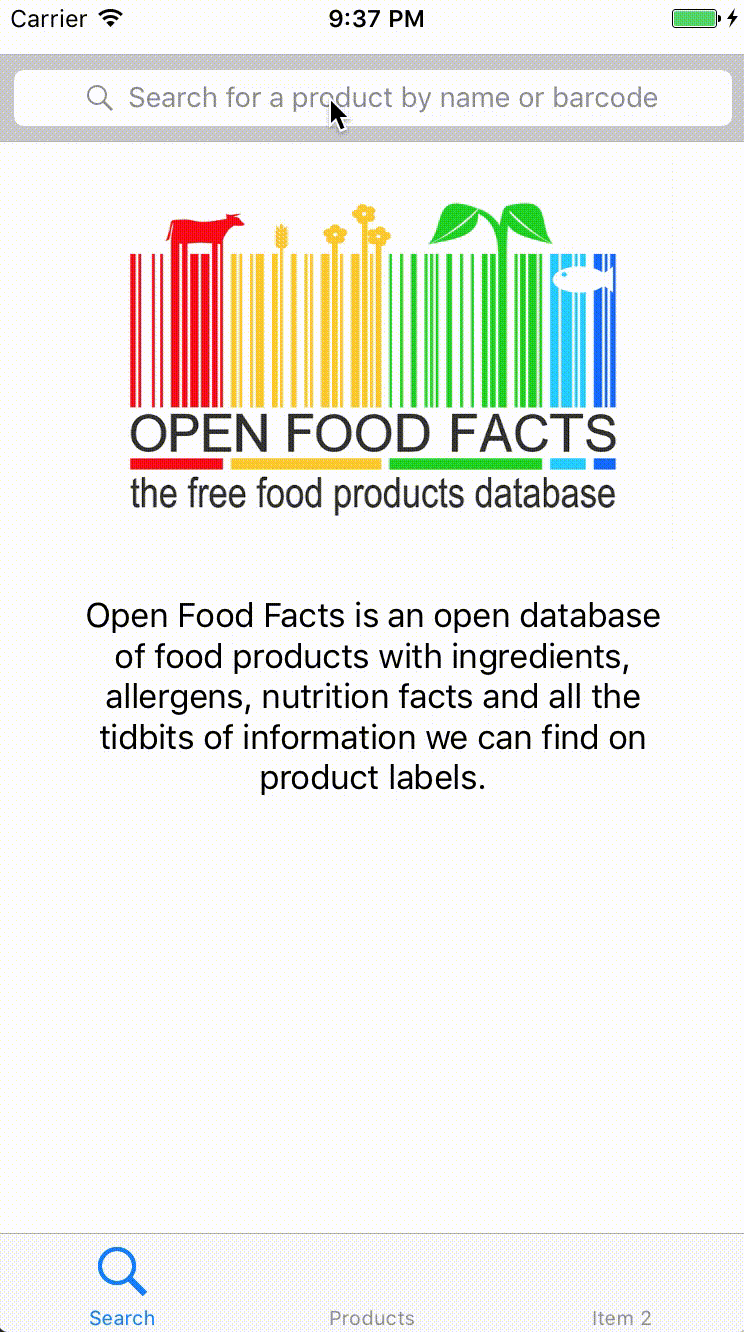 Carrier 9:37 PM
Search for a product by name or barcode
OPEN FOOD FACTS
the free food products database
Open Food Facts is an open database
of food products with ingredients,
allergens, nutrition facts and all the
tidbits of information we can find on
product labels.
Search Products Item 2